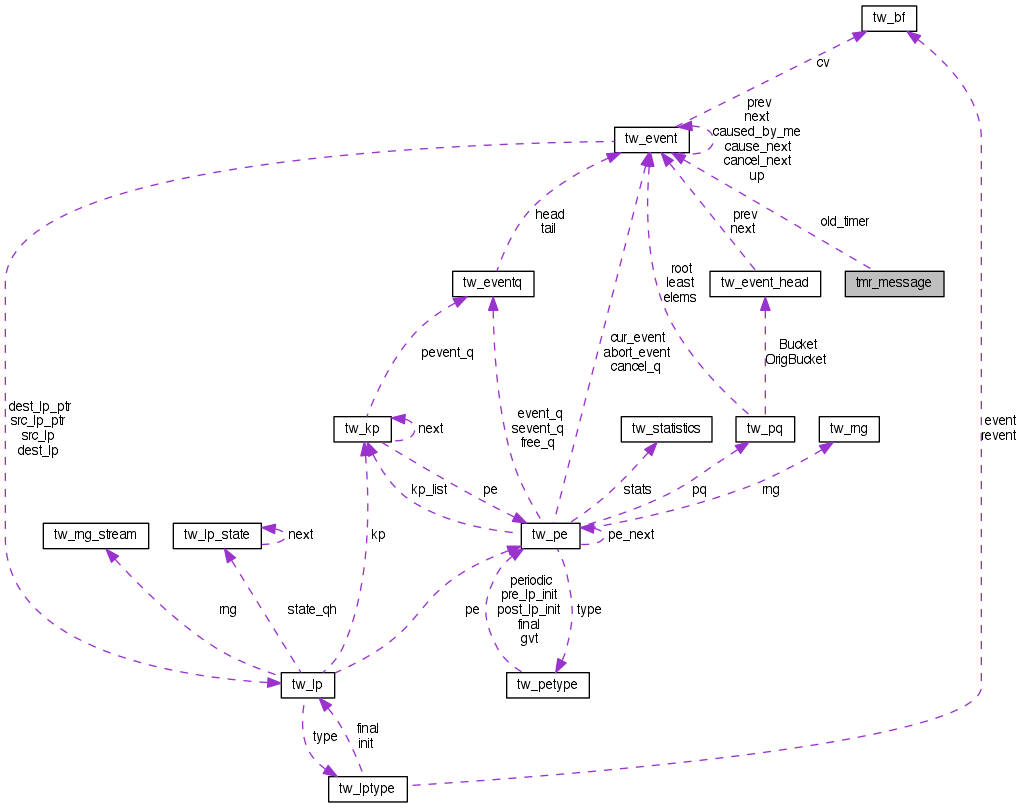 tw_bf
cv
prev
next
caused_by_me
cause_next
cancel_next
up
tw_event
old_timer
head
tail
prev
next
root
least
elems
tw_eventq
tw_event_head
tmr_message
cur_event
abort_event
cancel_q
Bucket
OrigBucket
pevent_q
dest_lp_ptr
src_lp_ptr
src_lp
dest_lp
event_q
sevent_q
free_q
event
revent
tw_kp
next
tw_statistics
tw_pq
tw_rng
kp_list
pe
stats
pq
rng
tw_rng_stream
tw_lp_state
next
kp
tw_pe
pe_next
rng
state_qh
pe
periodic
pre_lp_init
post_lp_init
final
gvt
type
tw_lp
tw_petype
type
final
init
tw_lptype